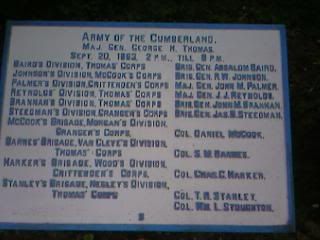 ARMY OF THE CUMBERLAND.
MAJ. GEN. GEORGE H. THOMAS.
SEPT. 20, 1863, 2 P.M., TILL 8 P.M.
BAIRD'S DIVISION, THOMAS' CORPS BRIG. GEN. ABSALOM BAIRD.
JOHNSON'S DIVISION, MCCOOK'S CORPS BRIG. GEN. R.W. JOHNSON.
PALMER'S DIVISION, CRITTENDEN'S CORPS MAJ. GEN. JOHN M. PALMER.
REYNOLDS' DIVISION, THOMAS' CORPS MAJ. GEN. J.J. REYNOLDS.
BRANNAN'S DIVISION, THOMAS' CORPS BRIG. GEN. JOHN M. BRANNAN.
STEEDMAN'S DIVISION, GRANGER'S CORPS BRIG. GEN. JAS. B. STEEDMAN.
MCCOOK'S BRIGADE, MORGAN'S DIVISION,
GRANGER'S CORPS. COL. DANIEL MCCOOK.
BARNES' BRIGADE, VAN CLEVE'S DIVISION,
THOMAS' CORPS COL. S. M. BARNES.
HARKER'S BRIGADE, WOOD'S DIVISION,
CRITTENDEN'S CORPS. COL. CHAS. G. HARKER.
STANLEY'S BRIGADE, NEGLEY'S DIVISION,
THOMAS' CORPS COL. T. R. STANLEY.
COL. WM. L. STOUGHTON.